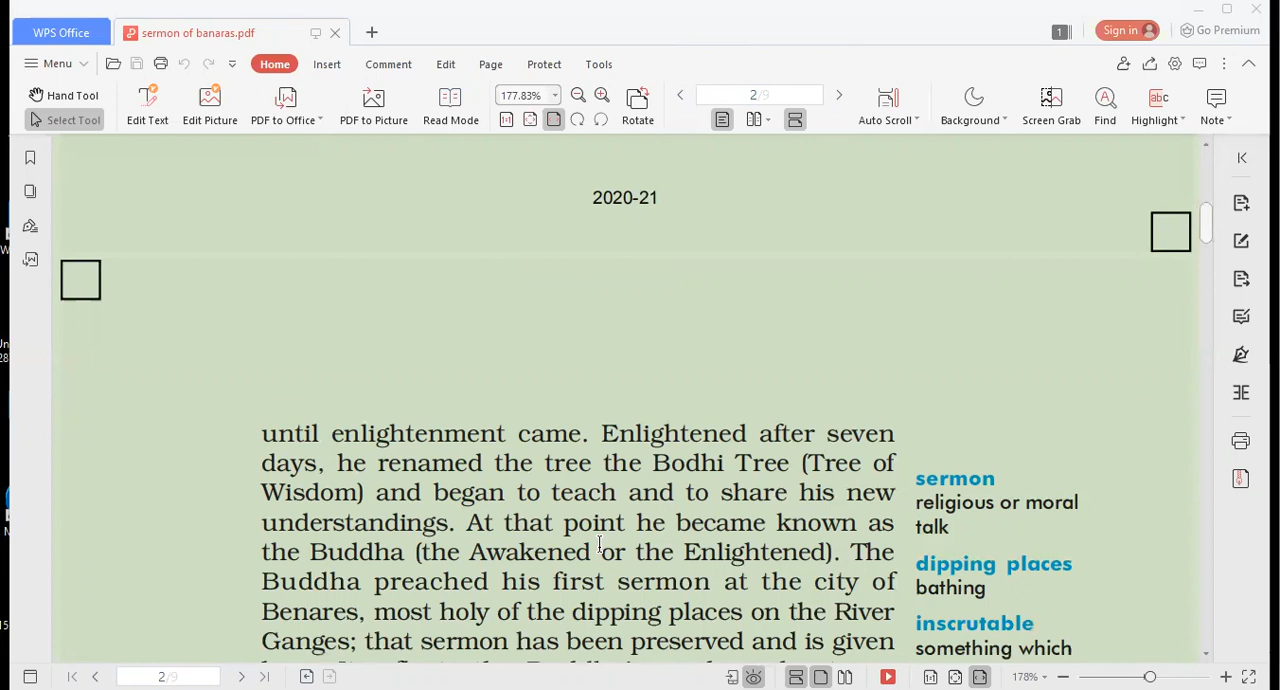 WPS Office
sermon of banaras.pdf
1
Sign in
Go Premium
Menu
Home
Insert
Comment
Edit
Page
Protect
Tools
Hand Tool
Select Tool
Edit Text
Edit Picture
PDF to Office
PDF to Picture
Read Mode
177.83%
Rotate
2/9
Auto Scroll
Background
Screen Grab
Find
Highlight
Note
2020-21
until enlightenment came. Enlightened after seven
days, he renamed the tree the Bodhi Tree (Tree of
Wisdom) and began to teach and to share his new
understandings. At that point he became known as
the Buddha (the Awakened or the Enlightened). The
Buddha preached his first sermon at the city of
Benares, most holy of the dipping places on the River
Ganges; that sermon has been preserved and is given
sermon
religious or moral
talk
dipping places
bathing
inscrutable
something which
2/9
178%